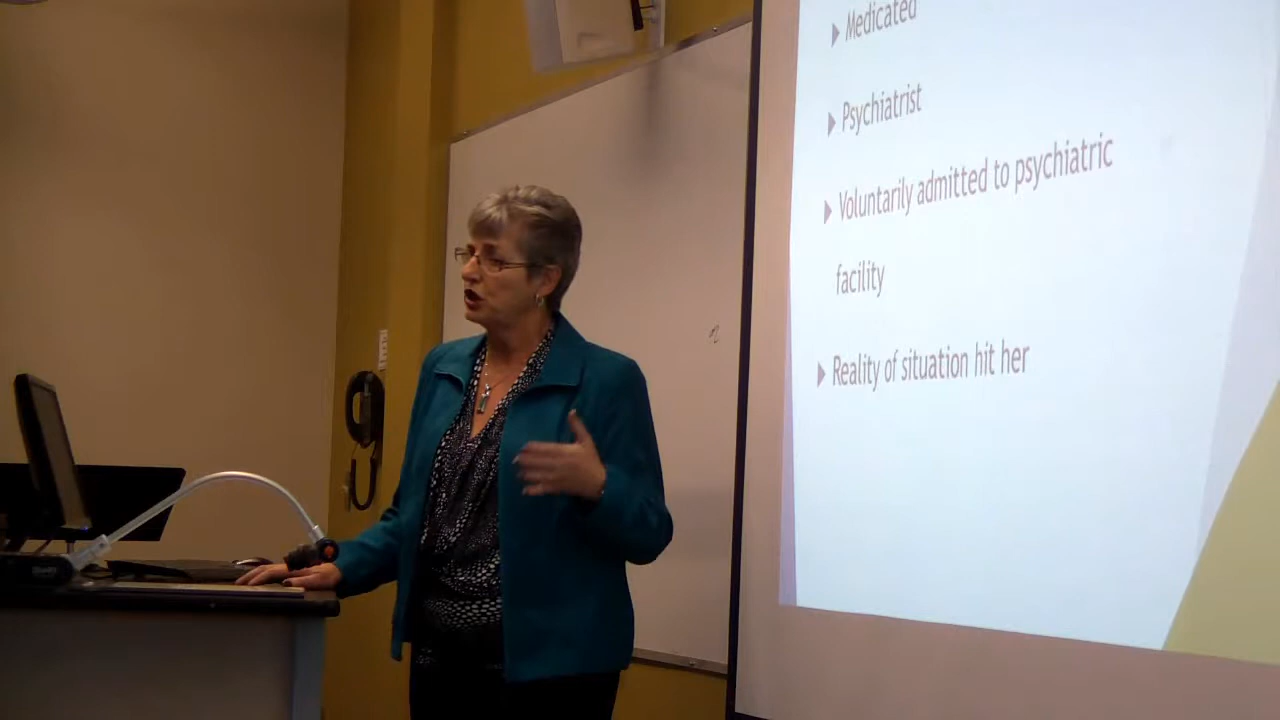 Medicated
Psychiatrist
Voluntarily admitted to psychiatric
facility
Reality of situation hit her